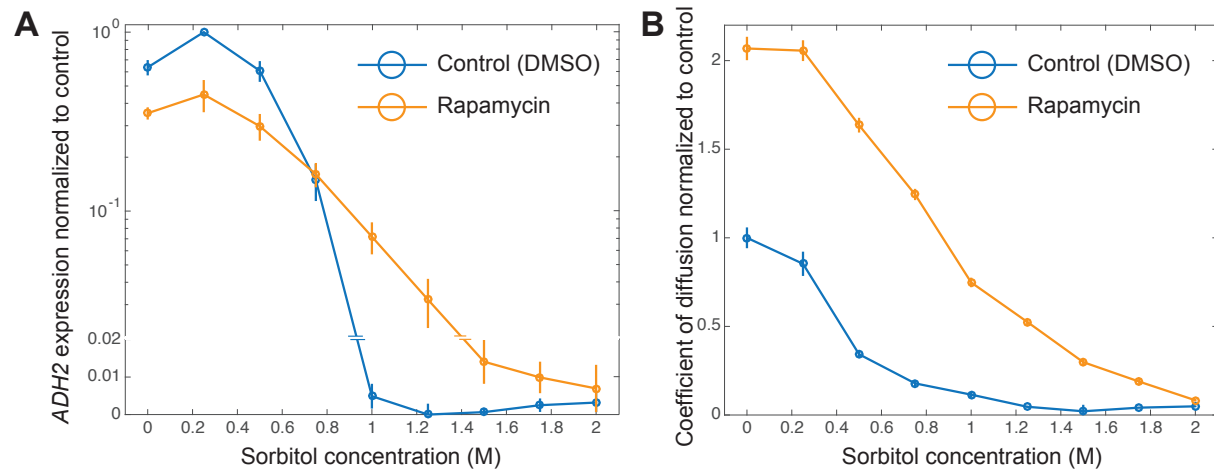 A
ADH2 expression normalized to control
10^0
10^-1
0.02
0.01
0
Control (DMSO)
Rapamycin
0 0.2 0.4 0.6 0.8 1 1.2 1.4 1.6 1.8 2
Sorbitol concentration (M)
B
Coefficient of diffusion normalized to control
2
1.5
1
0.5
0
Control (DMSO)
Rapamycin
0 0.2 0.4 0.6 0.8 1.0 1.2 1.4 1.6 1.8 2
Sorbitol concentration (M)